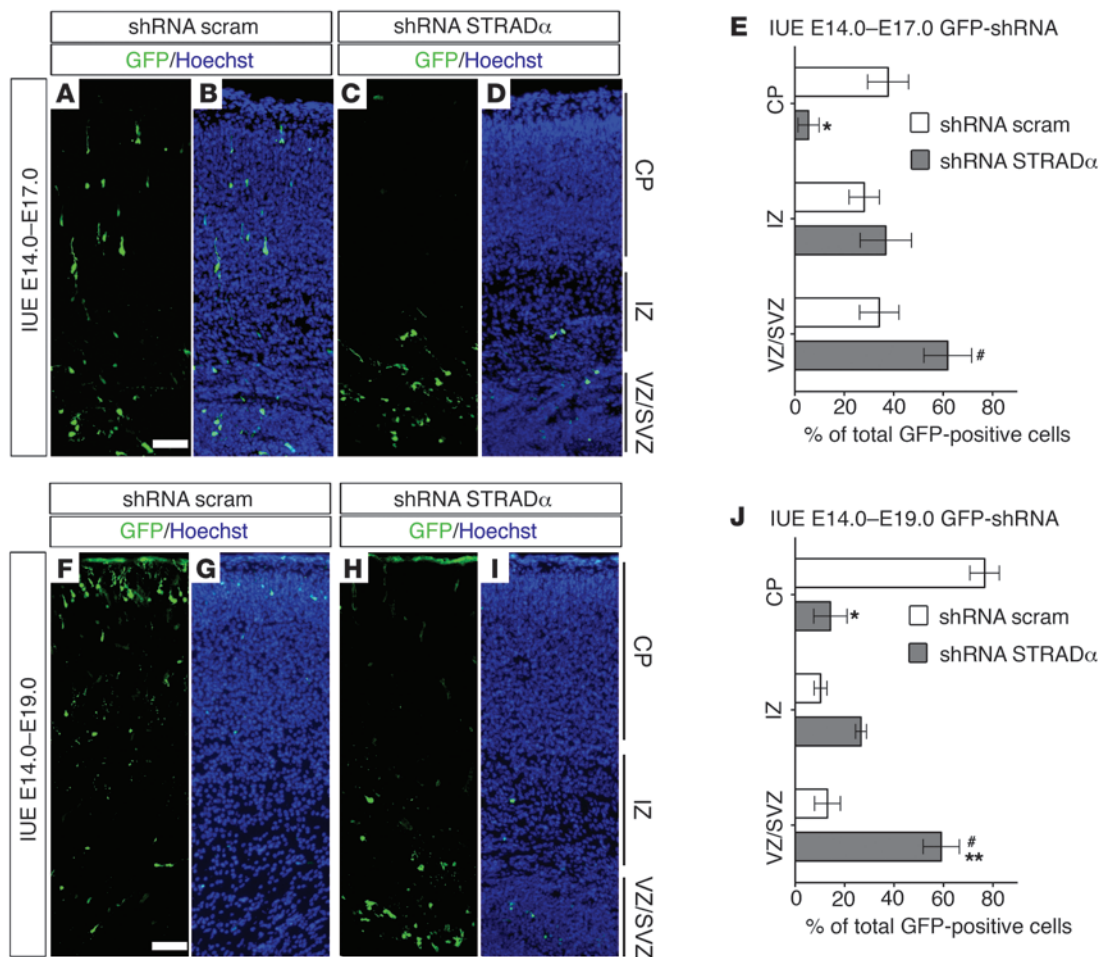 shRNA scram
shRNA STRADα
GFP/Hoechst
GFP/Hoechst
IUE E14.0–E17.0
A
B
C
D
CP
IZ
VZ/SVZ
E IUE E14.0–E17.0 GFP-shRNA
CP
*
shRNA scram
shRNA STRADα
IZ
VZ/SVZ
#
0 20 40 60 80
% of total GFP-positive cells
shRNA scram
shRNA STRADα
GFP/Hoechst
GFP/Hoechst
IUE E14.0–E19.0
F
G
H
I
CP
IZ
VZ/SVZ
J IUE E14.0–E19.0 GFP-shRNA
CP
*
shRNA scram
shRNA STRADα
IZ
VZ/SVZ
#
**
0 20 40 60 80
% of total GFP-positive cells